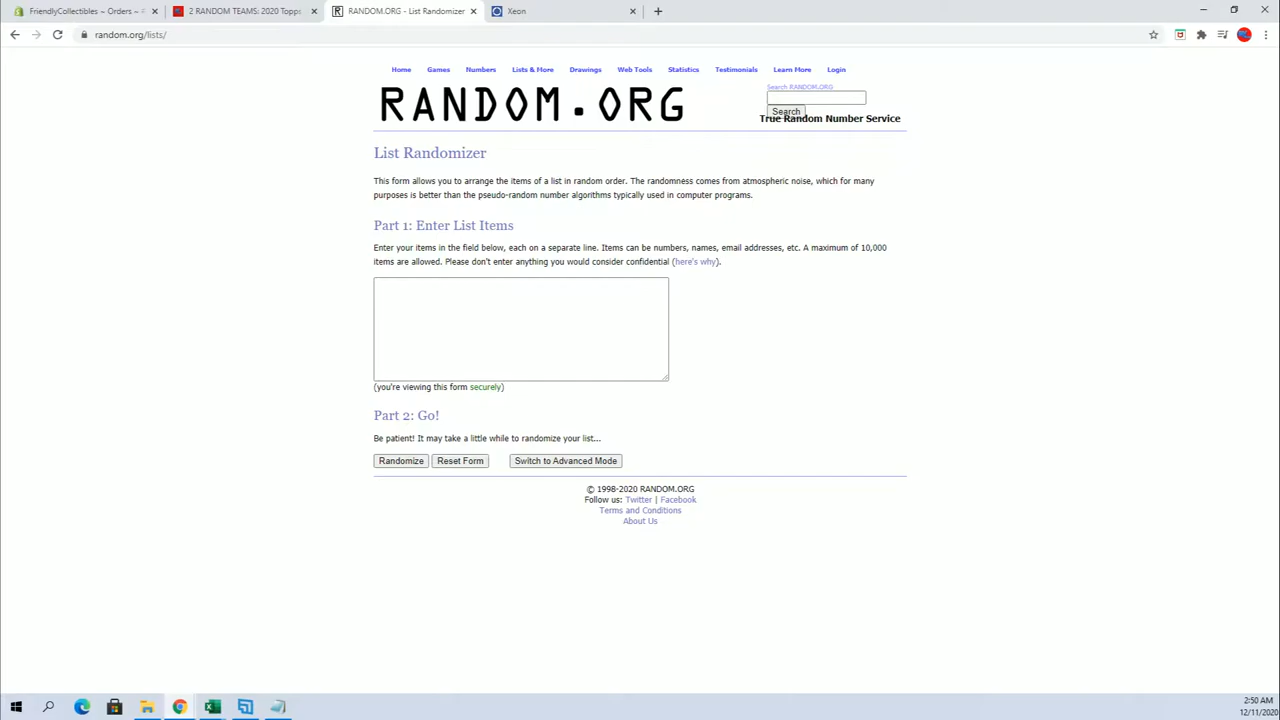 FriendlyCollectibles ~ Orders ~
2 RANDOM TEAMS: 2020 Topp
RANDOM.ORG - List Randomizer
Xeon
random.org/lists/
Home Games Numbers Lists & More Drawings Web Tools Statistics Testimonials Learn More Login
RANDOM.ORG
Search RANDOM.ORG
Search
True Random Number Service
List Randomizer
This form allows you to arrange the items of a list in random order. The randomness comes from atmospheric noise, which for many
purposes is better than the pseudo-random number algorithms typically used in computer programs.
Part 1: Enter List Items
Enter your items in the field below, each on a separate line. Items can be numbers, names, email addresses, etc. A maximum of 10,000
items are allowed. Please don't enter anything you would consider confidential (here's why).
(you're viewing this form securely)
Part 2: Go!
Be patient! It may take a little while to randomize your list...
Randomize Reset Form Switch to Advanced Mode
© 1998-2020 RANDOM.ORG
Follow us: Twitter | Facebook
Terms and Conditions
About Us
2:50 AM
12/11/2020